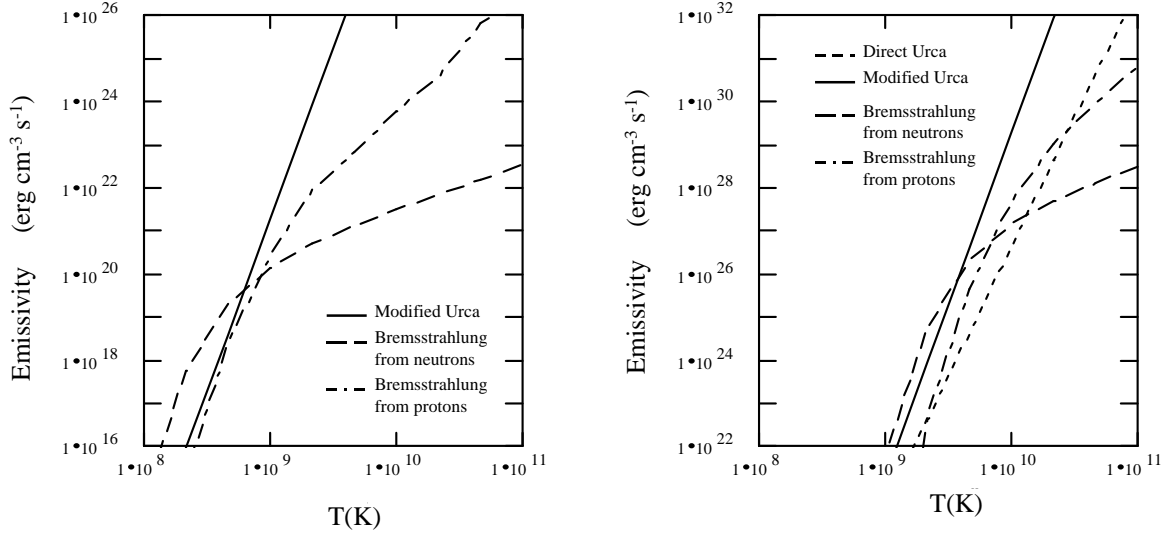 1•10 26
1•10 24
1•10 22
1•10 20
1•10 18
1•10 16
Emissivity (erg cm-3 s-1)
Modified Urca
Bremsstrahlung
from neutrons
Bremsstrahlung
from protons
1•10 8
1•10 9
1•10 10
1•10 11
T(K)
1•10 32
1•10 30
1•10 28
1•10 26
1•10 24
1•10 22
Emissivity (erg cm-3 s-1)
Direct Urca
Modified Urca
Bremsstrahlung
from neutrons
Bremsstrahlung
from protons
1•10 8
1•10 9
1•10 10
1•10 11
T(K)